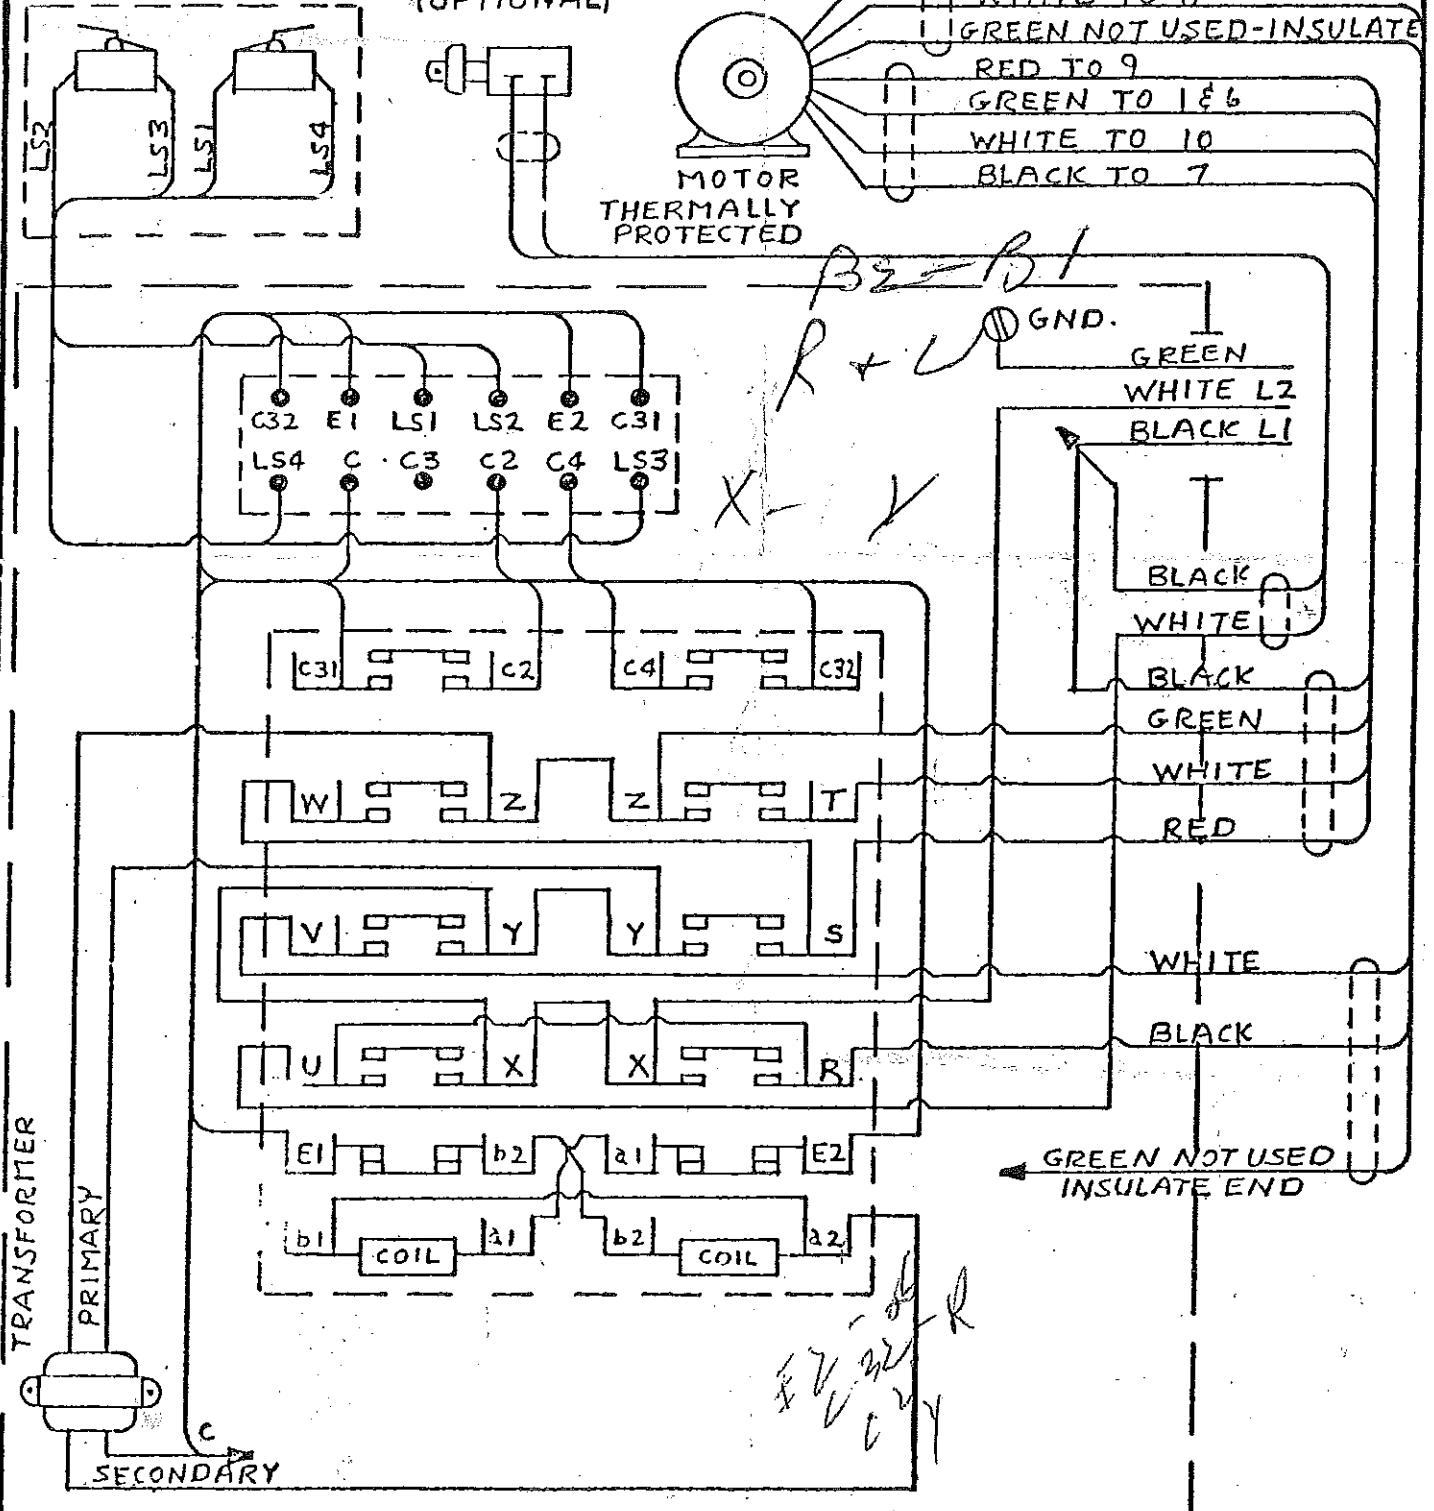 (OPTIONAL)
GREEN NOT USED-INSULATE
RED TO 9
GREEN TO 1 & 6
WHITE TO 10
BLACK TO 7
LS2
LS3
LS1
LS4
MOTOR
THERMALLY
PROTECTED
B2 - B1
GND.
R + U
GREEN
WHITE L2
BLACK L1
C32 E1 LS1 LS2 E2 C31
LS4 C C3 C2 C4 LS3
X - Y
BLACK
WHITE
C31 C2 C4 C32
BLACK
GREEN
W Z Z T
WHITE
RED
V Y Y S
WHITE
U X X R
BLACK
E1 b2 a1 E2
GREEN NOT USED
INSULATE END
b1 COIL a1 b2 COIL a2
TRANSFORMER
PRIMARY
C
SECONDARY